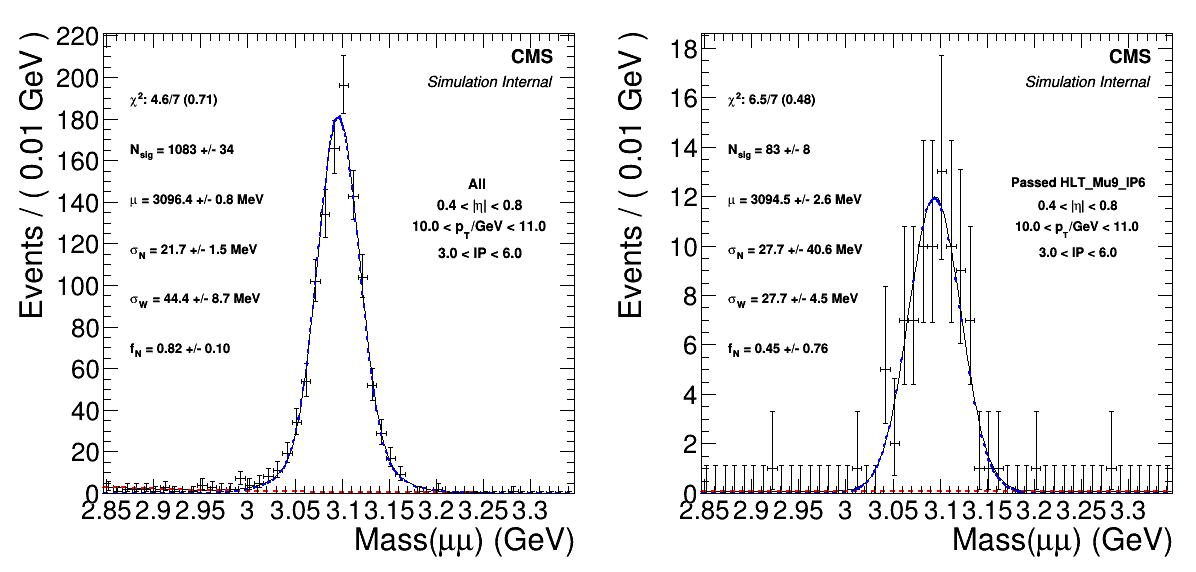 Events / ( 0.01 GeV )
220
200
180
160
140
120
100
80
60
40
20
0
CMS
Simulation Internal
χ²: 4.6/7 (0.71)
N_sig = 1083 +/- 34
μ = 3096.4 +/- 0.8 MeV
σ_N = 21.7 +/- 1.5 MeV
σ_W = 44.4 +/- 8.7 MeV
f_N = 0.82 +/- 0.10
All
0.4 < |η| < 0.8
10.0 < p_T/GeV < 11.0
3.0 < IP < 6.0
2.85 2.9 2.95 3 3.05 3.1 3.15 3.2 3.25 3.3
Mass(μμ) (GeV)
Events / ( 0.01 GeV )
18
16
14
12
10
8
6
4
2
0
CMS
Simulation Internal
χ²: 6.5/7 (0.48)
N_sig = 83 +/- 8
μ = 3094.5 +/- 2.6 MeV
σ_N = 27.7 +/- 40.6 MeV
σ_W = 27.7 +/- 4.5 MeV
f_N = 0.45 +/- 0.76
Passed HLT_Mu9_IP6
0.4 < |η| < 0.8
10.0 < p_T/GeV < 11.0
3.0 < IP < 6.0
2.85 2.9 2.95 3 3.05 3.1 3.15 3.2 3.25 3.3
Mass(μμ) (GeV)